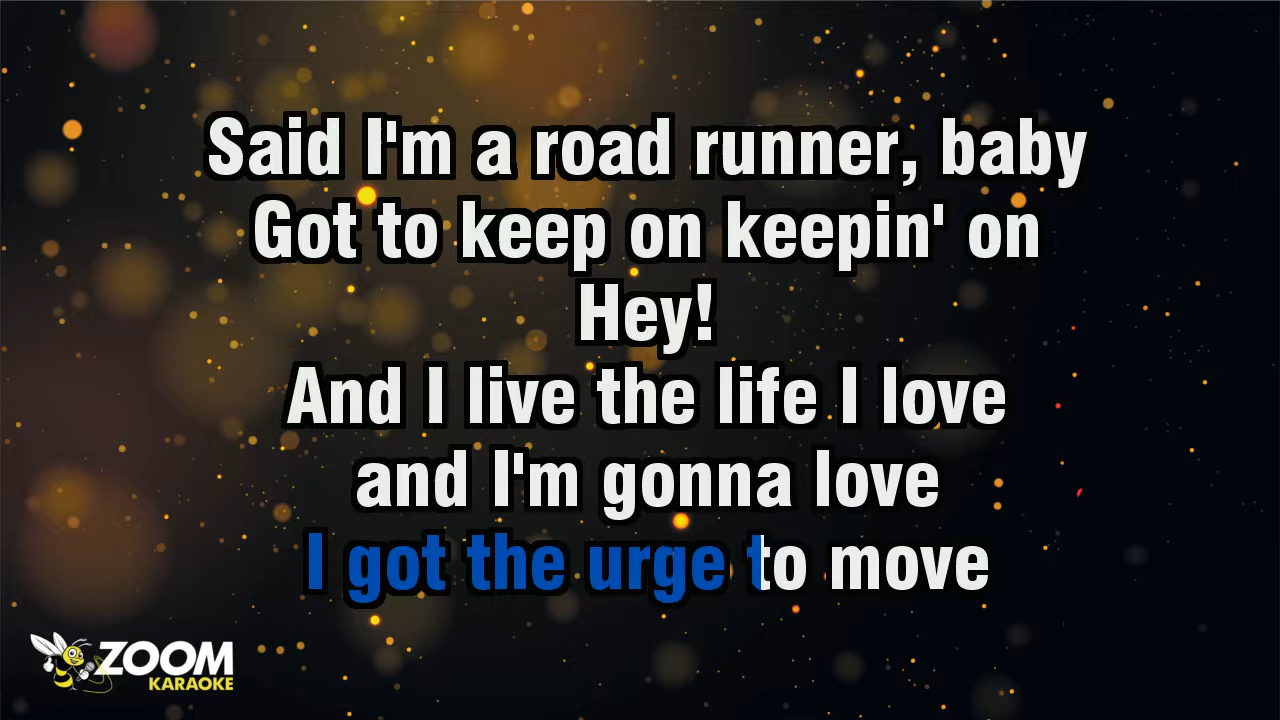 Said I'm a road runner, baby
Got to keep on keepin' on
Hey!
And I live the life I love
and I'm gonna love
I got the urge to move
ZOOM
KARAOKE